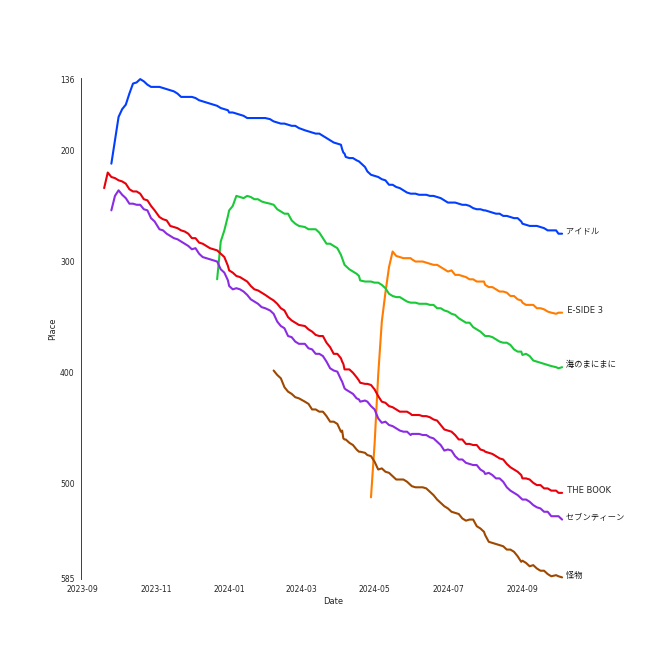 136
200
300
400
500
585
Place
2023-09
2023-11
2024-01
2024-03
2024-05
2024-07
2024-09
Date
アイドル
E-SIDE 3
海のまにまに
THE BOOK
セブンティーン
怪物